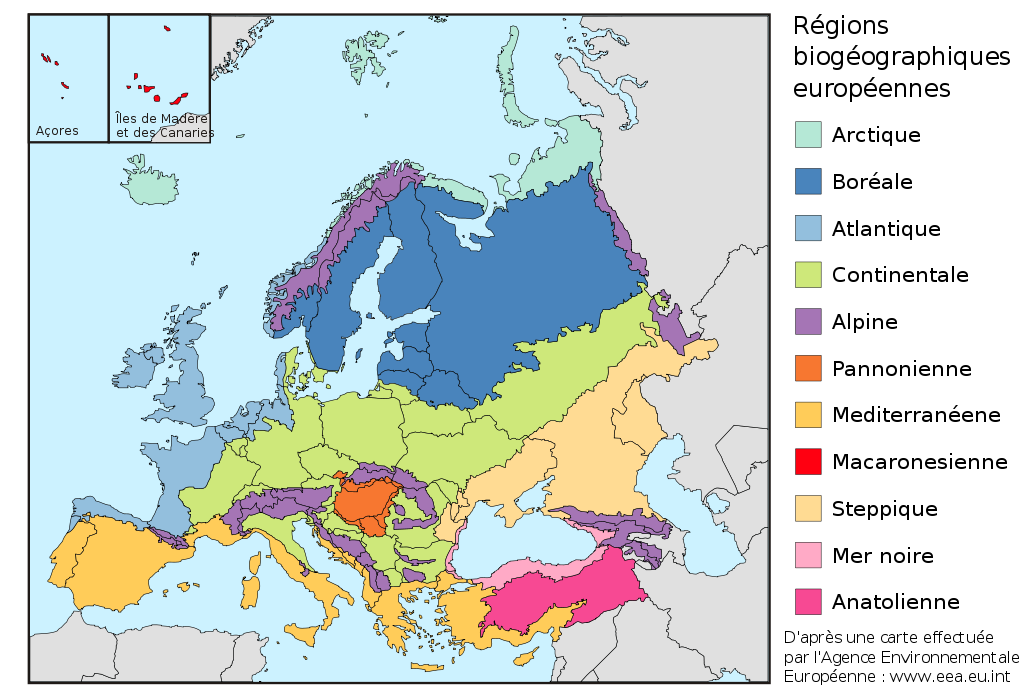 Régions
biogéographiques
européennes
Açores
Îles de Madère
et des Canaries
Arctique
Boréale
Atlantique
Continentale
Alpine
Pannonienne
Mediterranéene
Macaronesienne
Steppique
Mer noire
Anatolienne
D'après une carte effectuée
par l'Agence Environnementale
Européenne : www.eea.eu.int